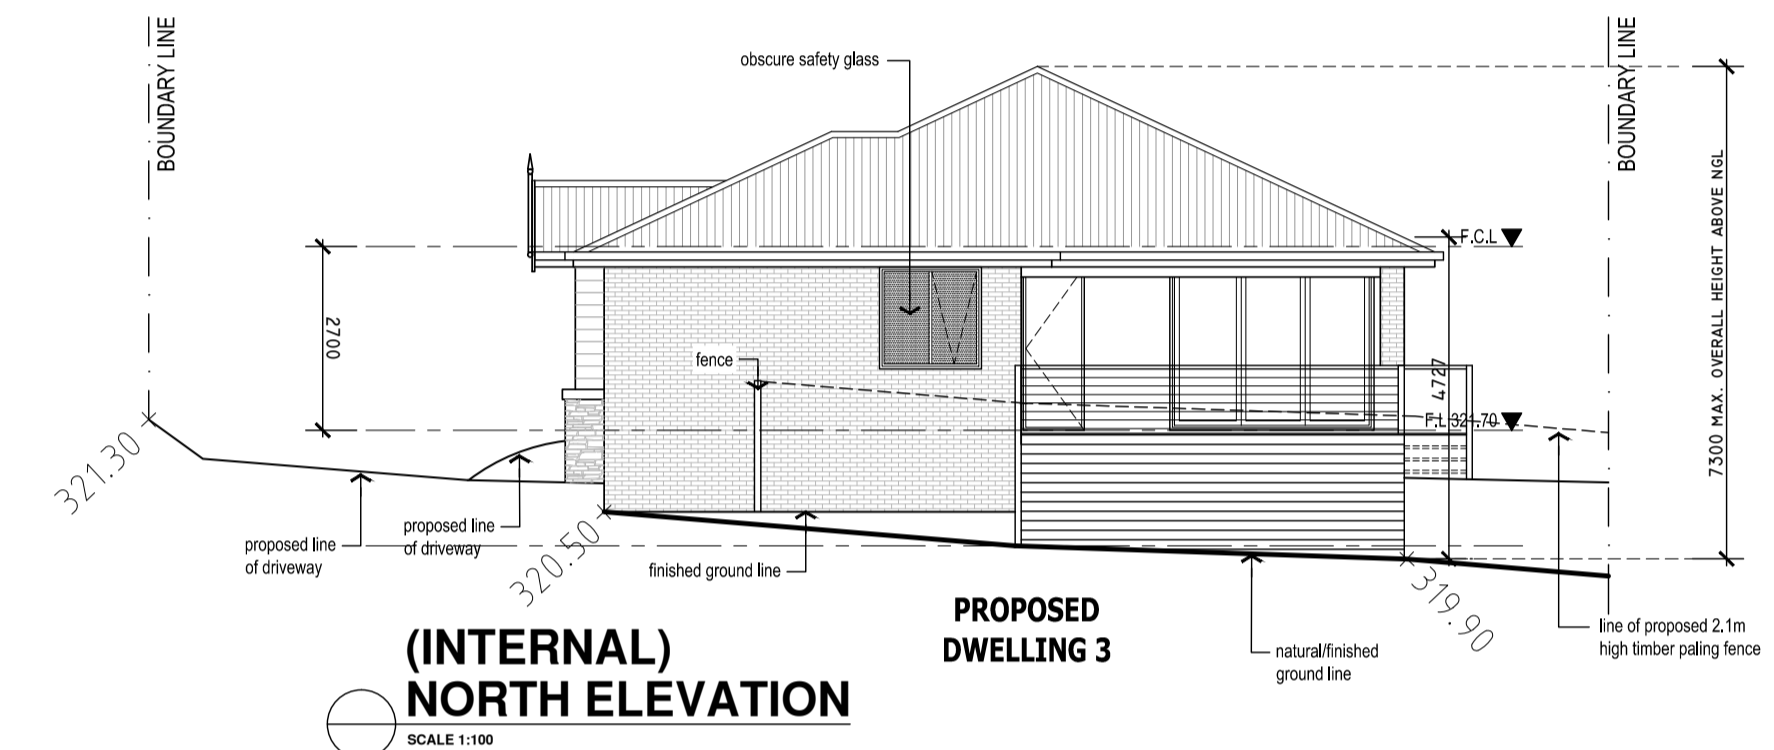 BOUNDARY LINE
BOUNDARY LINE
obscure safety glass
7300 MAX. OVERALL HEIGHT ABOVE NGL
F.C.L
2700
fence
4727
F.L 321.70
321.30
proposed line
of driveway
proposed line
of driveway
320.50
finished ground line
319.90
PROPOSED
DWELLING 3
natural/finished
ground line
line of proposed 2.1m
high timber paling fence
(INTERNAL)
NORTH ELEVATION
SCALE 1:100